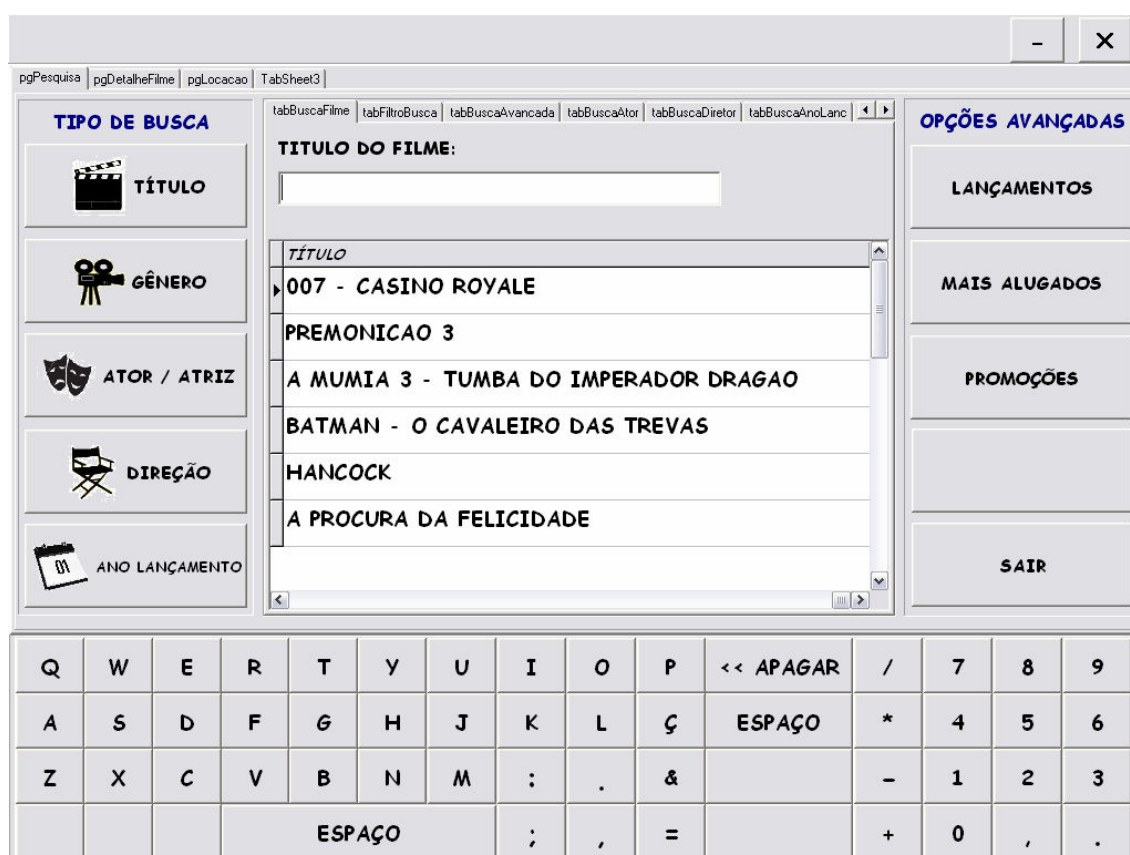 pgPesquisa pgDetalheFilme pgLocacao TabSheet3
TIPO DE BUSCA
TÍTULO
GÊNERO
ATOR / ATRIZ
DIREÇÃO
01 ANO LANÇAMENTO
tabBuscaFilme tabFiltroBusca tabBuscaAvancada tabBuscaAtor tabBuscaDiretor tabBuscaAnoLanc
TITULO DO FILME:
TÍTULO
007 - CASINO ROYALE
PREMONICAO 3
A MUMIA 3 - TUMBA DO IMPERADOR DRAGAO
BATMAN - O CAVALEIRO DAS TREVAS
HANCOCK
A PROCURA DA FELICIDADE
OPÇÕES AVANÇADAS
LANÇAMENTOS
MAIS ALUGADOS
PROMOÇÕES
SAIR
Q W E R T Y U I O P << APAGAR / 7 8 9
A S D F G H J K L Ç ESPAÇO * 4 5 6
Z X C V B N M : . & - 1 2 3
ESPAÇO ; , = + 0 , .